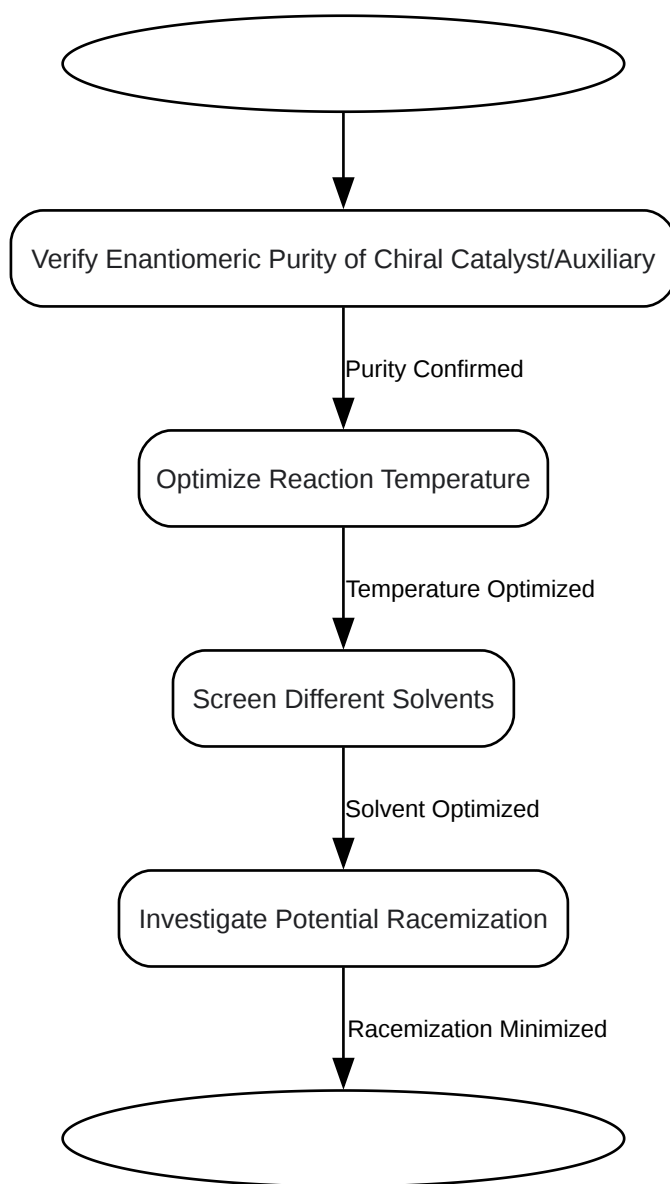 Verify Enantiomeric Purity of Chiral Catalyst/Auxiliary
Purity Confirmed
Optimize Reaction Temperature
Temperature Optimized
Screen Different Solvents
Solvent Optimized
Investigate Potential Racemization
Racemization Minimized